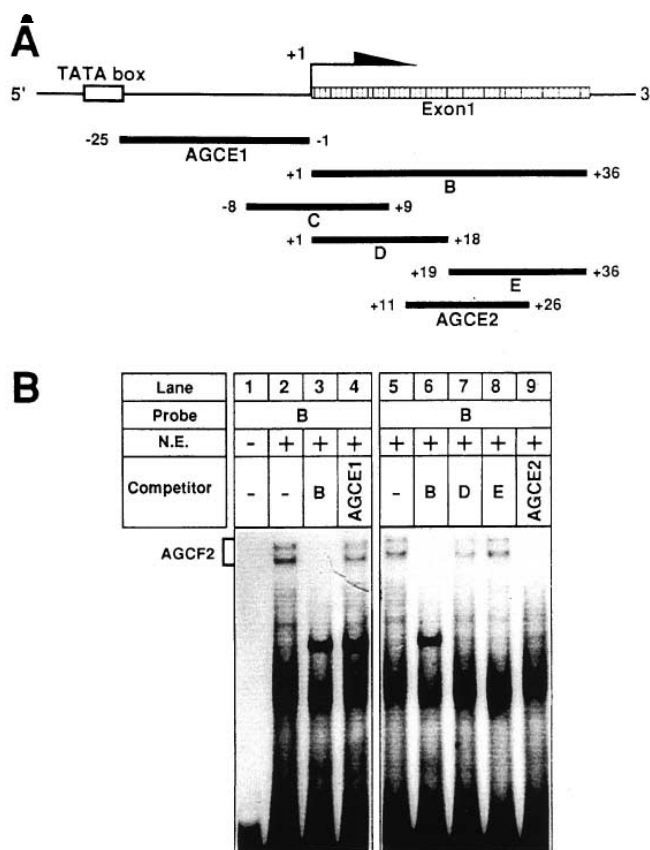 A
+1
TATA box
5'
3
Exon1
-25
-1
AGCE1
+1
+36
B
-8
+9
C
+1
+18
D
+19
+36
E
+11
+26
AGCE2
B
Lane 1 2 3 4 5 6 7 8 9
Probe B B
N.E. - + + + + + + + +
Competitor - - B AGCE1 - B D E AGCE2
AGCF2